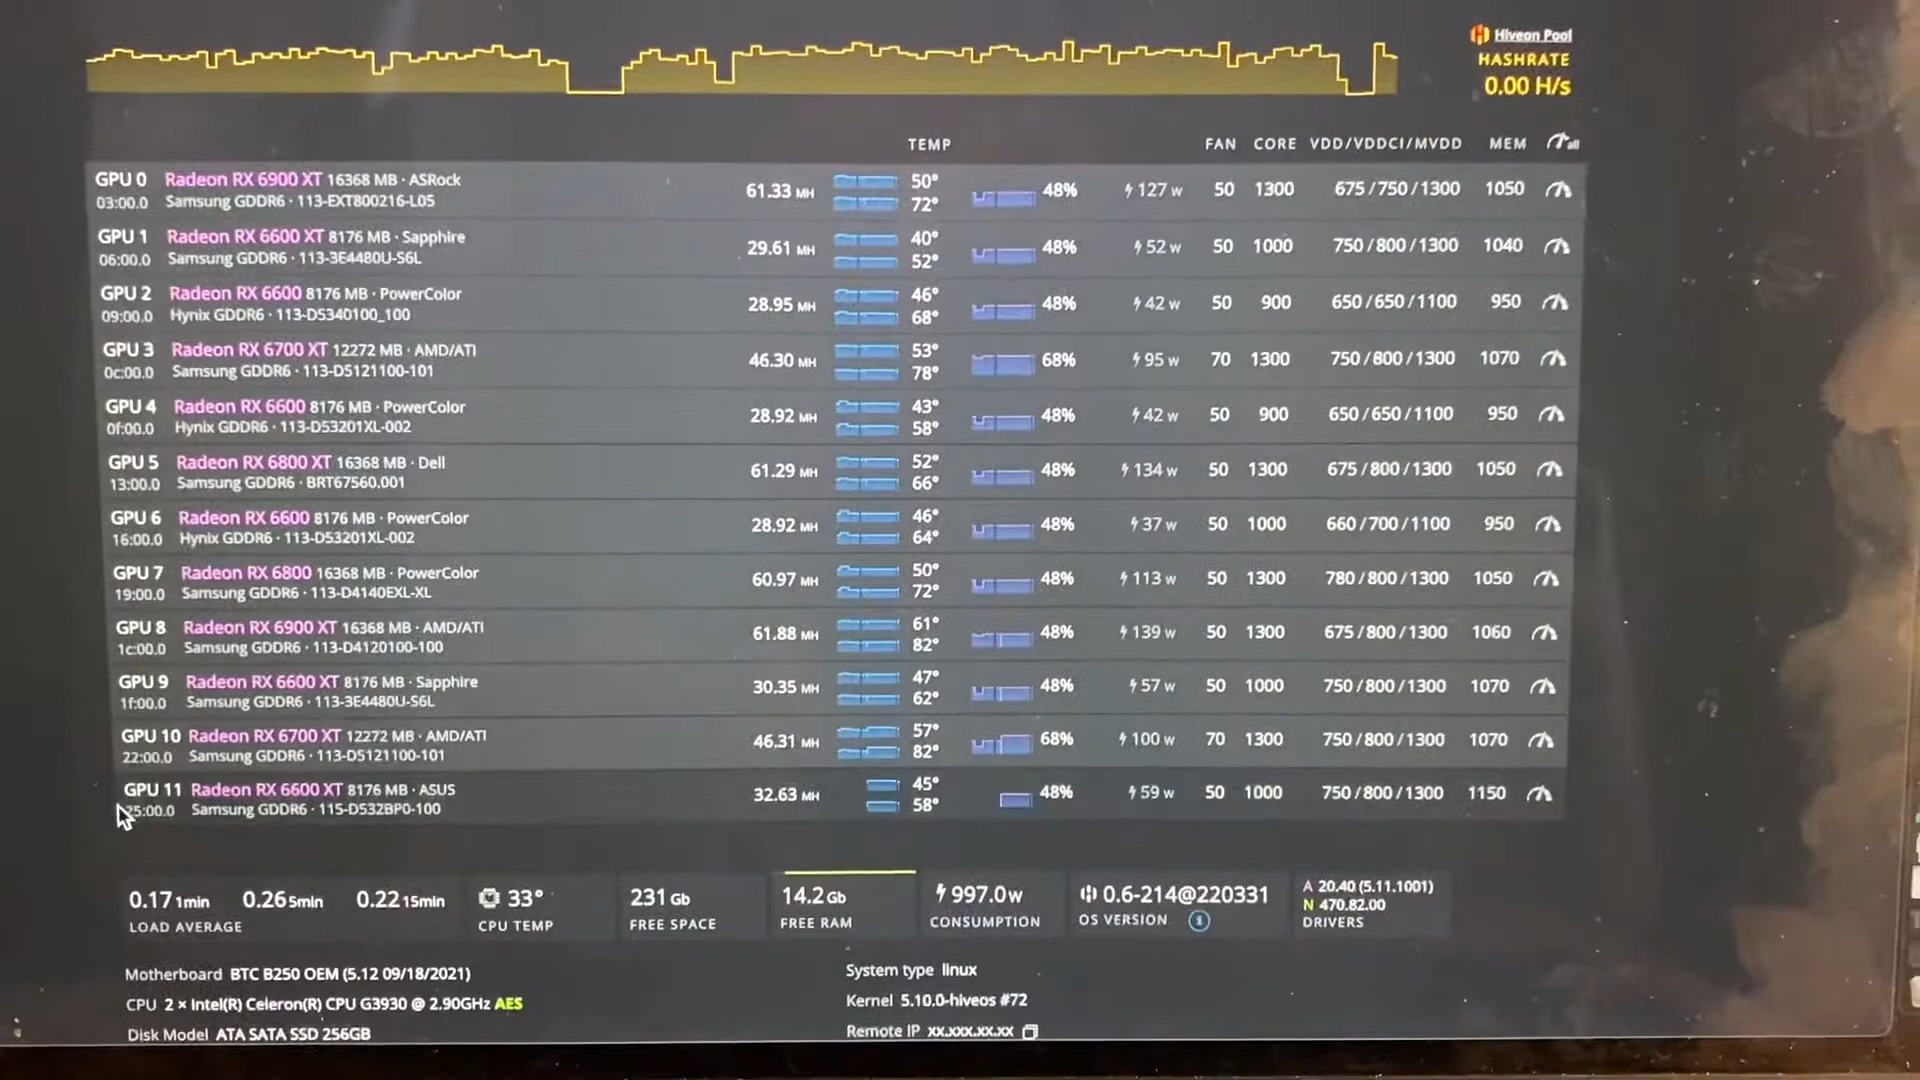 Hiveon Pool
HASHRATE
0.00 H/s
TEMP FAN CORE VDD/VDDCI/MVDD MEM all
GPU 0 Radeon RX 6900 XT 16368 MB · ASRock 61.33 MH 50° 72° 48% 127 w 50 1300 675/750/1300 1050
03:00.0 Samsung GDDR6 · 113-EXT800216-L05
GPU 1 Radeon RX 6600 XT 8176 MB · Sapphire 29.61 MH 40° 52° 48% 52 w 50 1000 750/800/1300 1040
06:00.0 Samsung GDDR6 · 113-3E4480U-S6L
GPU 2 Radeon RX 6600 8176 MB · PowerColor 28.95 MH 46° 68° 48% 42 w 50 900 650/650/1100 950
09:00.0 Hynix GDDR6 · 113-D5340100_100
GPU 3 Radeon RX 6700 XT 12272 MB · AMD/ATI 46.30 MH 53° 78° 68% 95 w 70 1300 750/800/1300 1070
0c:00.0 Samsung GDDR6 · 113-D5121100-101
GPU 4 Radeon RX 6600 8176 MB · PowerColor 28.92 MH 43° 58° 48% 42 w 50 900 650/650/1100 950
0f:00.0 Hynix GDDR6 · 113-D53201XL-002
GPU 5 Radeon RX 6800 XT 16368 MB · Dell 61.29 MH 52° 66° 48% 134 w 50 1300 675/800/1300 1050
13:00.0 Samsung GDDR6 · BRT67560.001
GPU 6 Radeon RX 6600 8176 MB · PowerColor 28.92 MH 46° 64° 48% 37 w 50 1000 660/700/1100 950
16:00.0 Hynix GDDR6 · 113-D53201XL-002
GPU 7 Radeon RX 6800 16368 MB · PowerColor 60.97 MH 50° 72° 48% 113 w 50 1300 780/800/1300 1050
19:00.0 Samsung GDDR6 · 113-D4140EXL-XL
GPU 8 Radeon RX 6900 XT 16368 MB · AMD/ATI 61.88 MH 61° 82° 48% 139 w 50 1300 675/800/1300 1060
1c:00.0 Samsung GDDR6 · 113-D4120100-100
GPU 9 Radeon RX 6600 XT 8176 MB · Sapphire 30.35 MH 47° 62° 48% 57 w 50 1000 750/800/1300 1070
1f:00.0 Samsung GDDR6 · 113-3E4480U-S6L
GPU 10 Radeon RX 6700 XT 12272 MB · AMD/ATI 46.31 MH 57° 82° 68% 100 w 70 1300 750/800/1300 1070
22:00.0 Samsung GDDR6 · 113-D5121100-101
GPU 11 Radeon RX 6600 XT 8176 MB · ASUS 32.63 MH 45° 58° 48% 59 w 50 1000 750/800/1300 1150
25:00.0 Samsung GDDR6 · 115-D532BP0-100
0.17 1min 0.26 5min 0.22 15min 33° 231 Gb 14.2 Gb 997.0 w 0.6-214@220331 A 20.40 (5.11.1001)
N 470.82.00
LOAD AVERAGE CPU TEMP FREE SPACE FREE RAM CONSUMPTION OS VERSION DRIVERS
Motherboard BTC B250 OEM (5.12 09/18/2021) System type linux
CPU 2 × Intel(R) Celeron(R) CPU G3930 @ 2.90GHz AES Kernel 5.10.0-hiveos #72
Disk Model ATA SATA SSD 256GB Remote IP xx.xxx.xx.xx